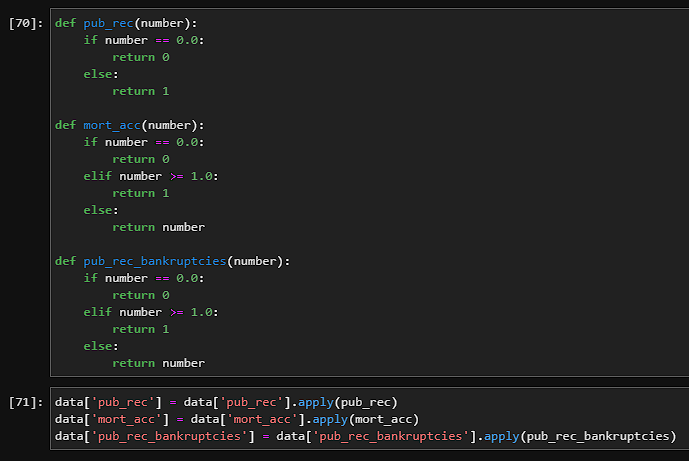 [70]: def pub_rec(number):
    if number == 0.0:
        return 0
    else:
        return 1
def mort_acc(number):
    if number == 0.0:
        return 0
    elif number >= 1.0:
        return 1
    else:
        return number
def pub_rec_bankruptcies(number):
    if number == 0.0:
        return 0
    elif number >= 1.0:
        return 1
    else:
        return number
[71]: data['pub_rec'] = data['pub_rec'].apply(pub_rec)
data['mort_acc'] = data['mort_acc'].apply(mort_acc)
data['pub_rec_bankruptcies'] = data['pub_rec_bankruptcies'].apply(pub_rec_bankruptcies)